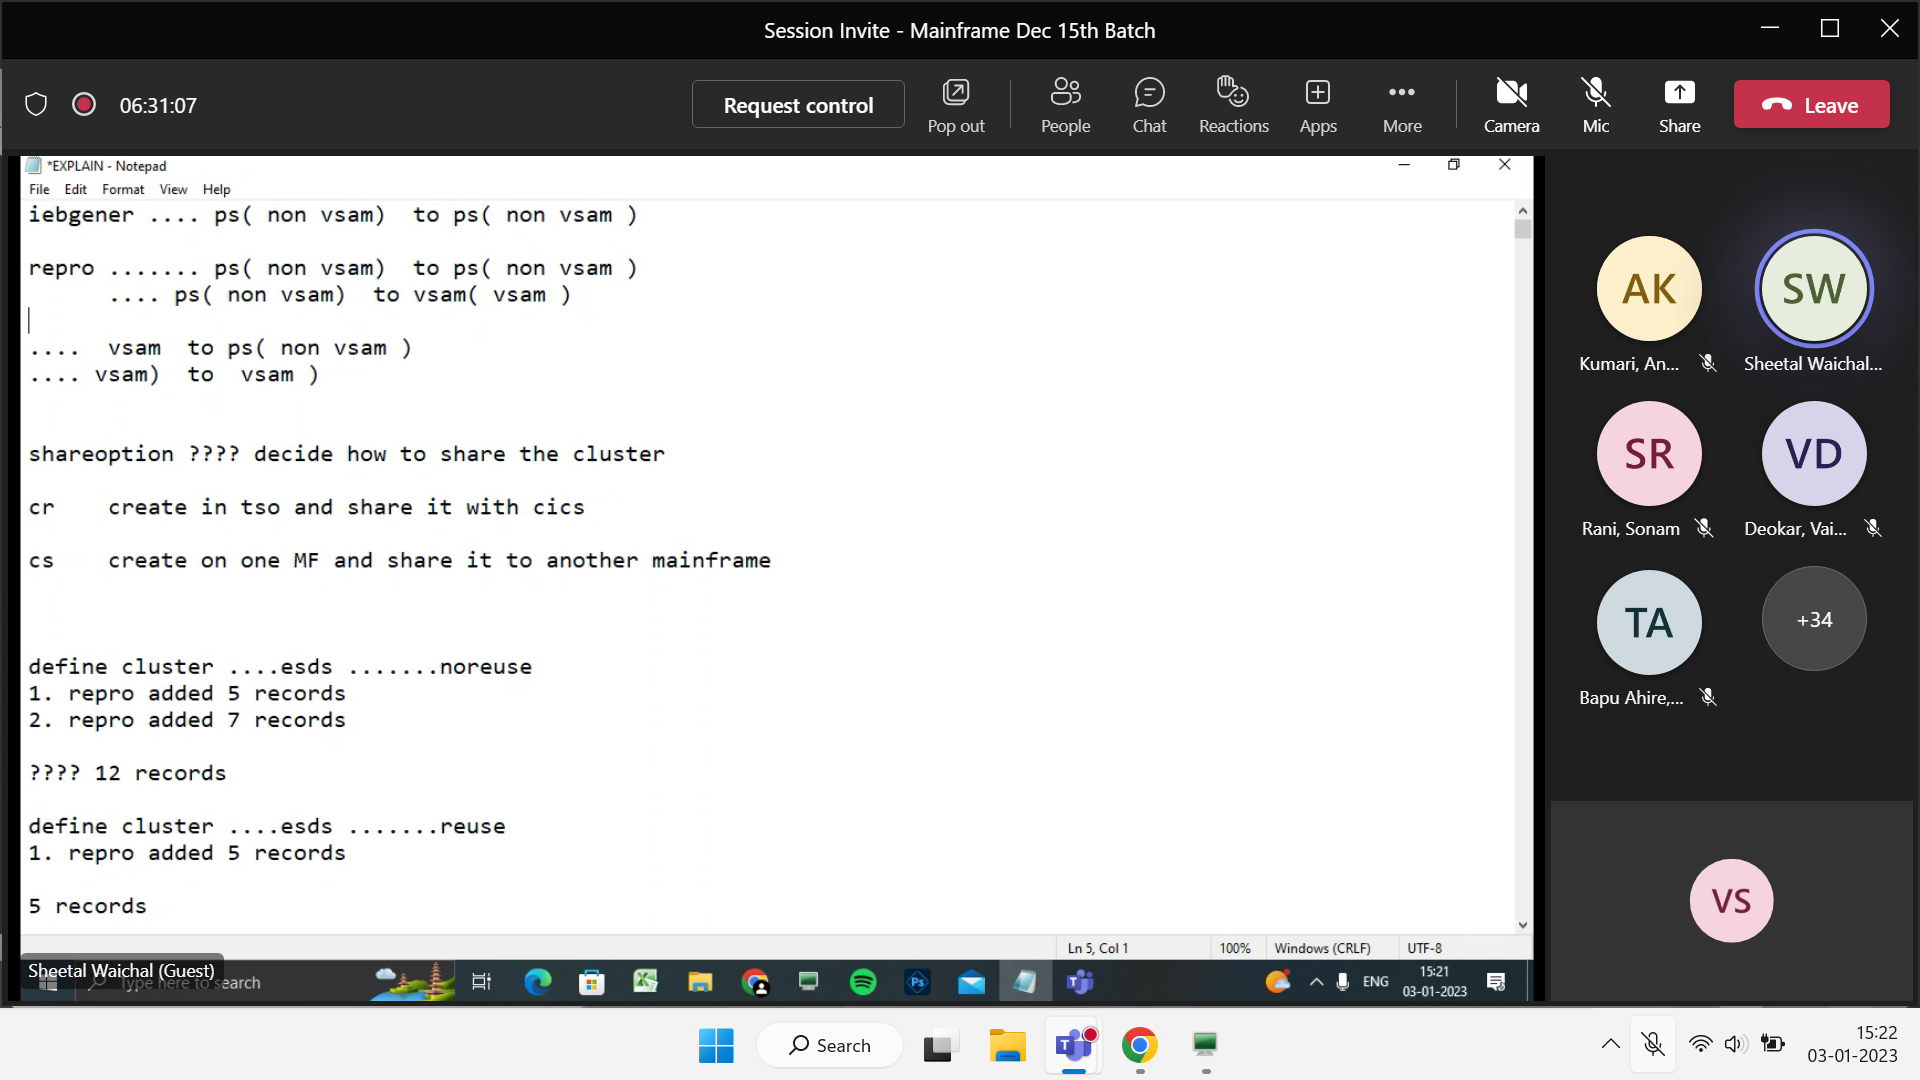 Session Invite - Mainframe Dec 15th Batch
06:31:07
Request control
Pop out
People
Chat
Reactions
Apps
More
Camera
Mic
Share
Leave
*EXPLAIN - Notepad
File Edit Format View Help
iebgener .... ps( non vsam)  to ps( non vsam )
repro ....... ps( non vsam)  to ps( non vsam )
.... ps( non vsam)  to vsam( vsam )
....  vsam  to ps( non vsam )
.... vsam)  to  vsam )
shareoption ???? decide how to share the cluster
cr    create in tso and share it with cics
cs    create on one MF and share it to another mainframe
define cluster ....esds .......noreuse
1. repro added 5 records
2. repro added 7 records
???? 12 records
define cluster ....esds .......reuse
1. repro added 5 records
5 records
Ln 5, Col 1
100%
Windows (CRLF)
UTF-8
Sheetal Waichal (Guest)
Type here to search
Ps
ENG
15:21
03-01-2023
AK
Kumari, An...
SW
Sheetal Waichal...
SR
Rani, Sonam
VD
Deokar, Vai...
TA
Bapu Ahire,...
+34
VS
Search
15:22
03-01-2023